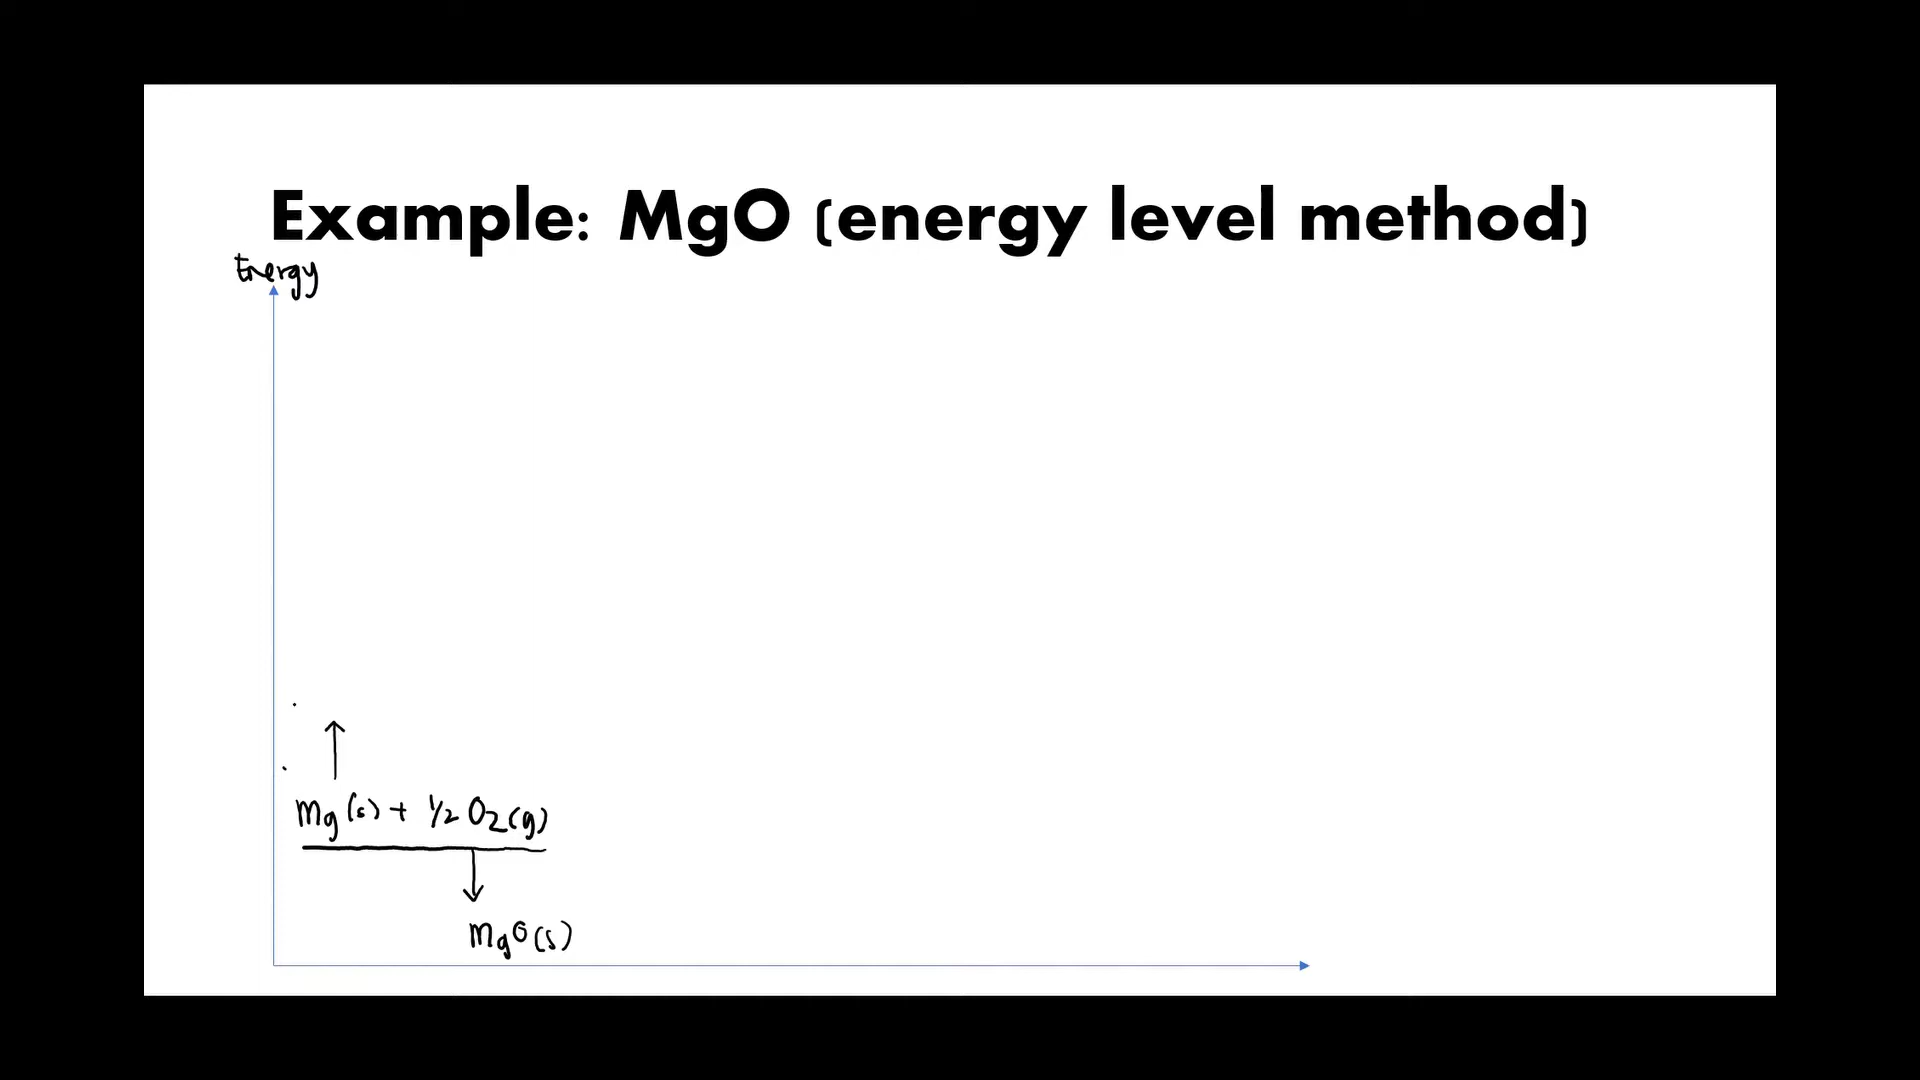 Example: MgO (energy level method)
Energy
Mg(s) + 1/2 O2(g)
MgO(s)